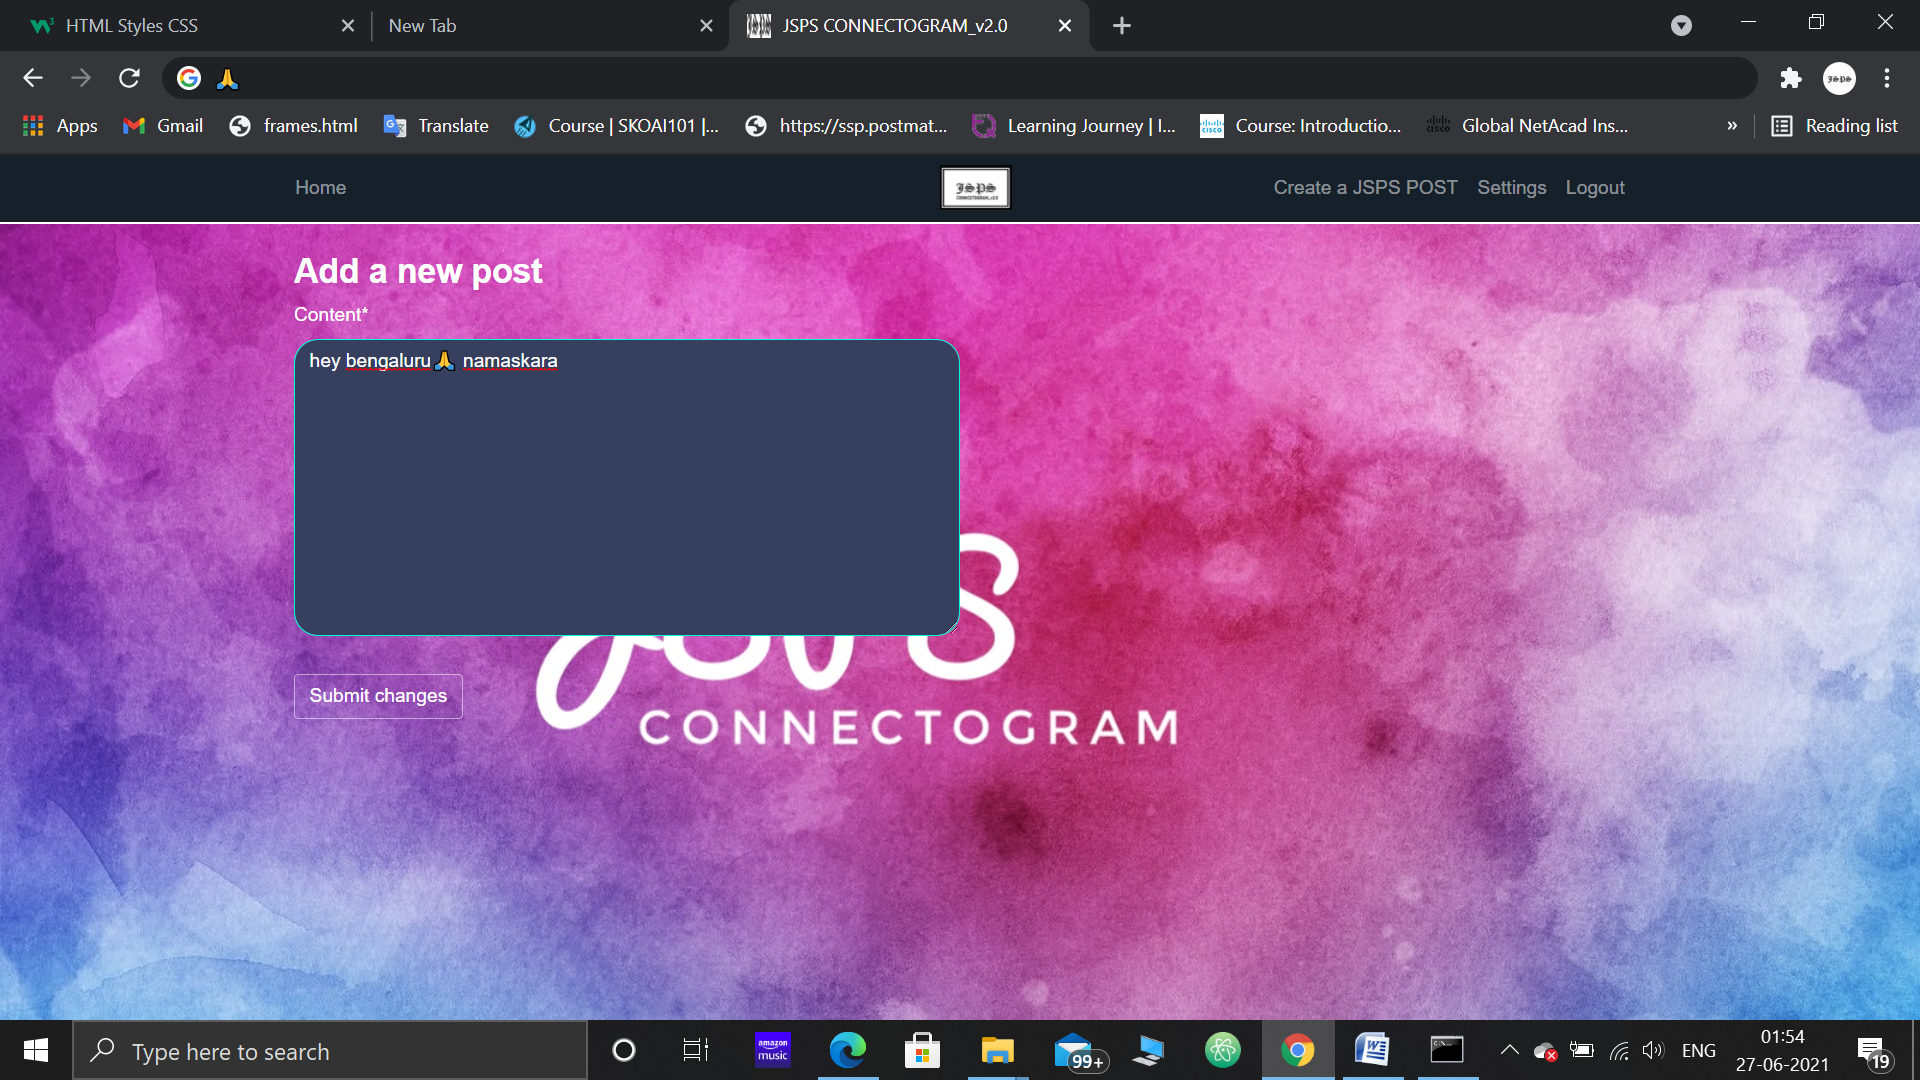 HTML Styles CSS
New Tab
JSPS CONNECTOGRAM_v2.0
🙏
Apps
Gmail
frames.html
Translate
Course | SKOAI101 |...
https://ssp.postmat...
Learning Journey | I...
Course: Introductio...
Global NetAcad Ins...
»
Reading list
Home
JSPS
Create a JSPS POST
Settings
Logout
Add a new post
Content*
hey bengaluru🙏 namaskara
Submit changes
JSPS
CONNECTOGRAM
Type here to search
amazon music
99+
ENG
01:54
27-06-2021
19